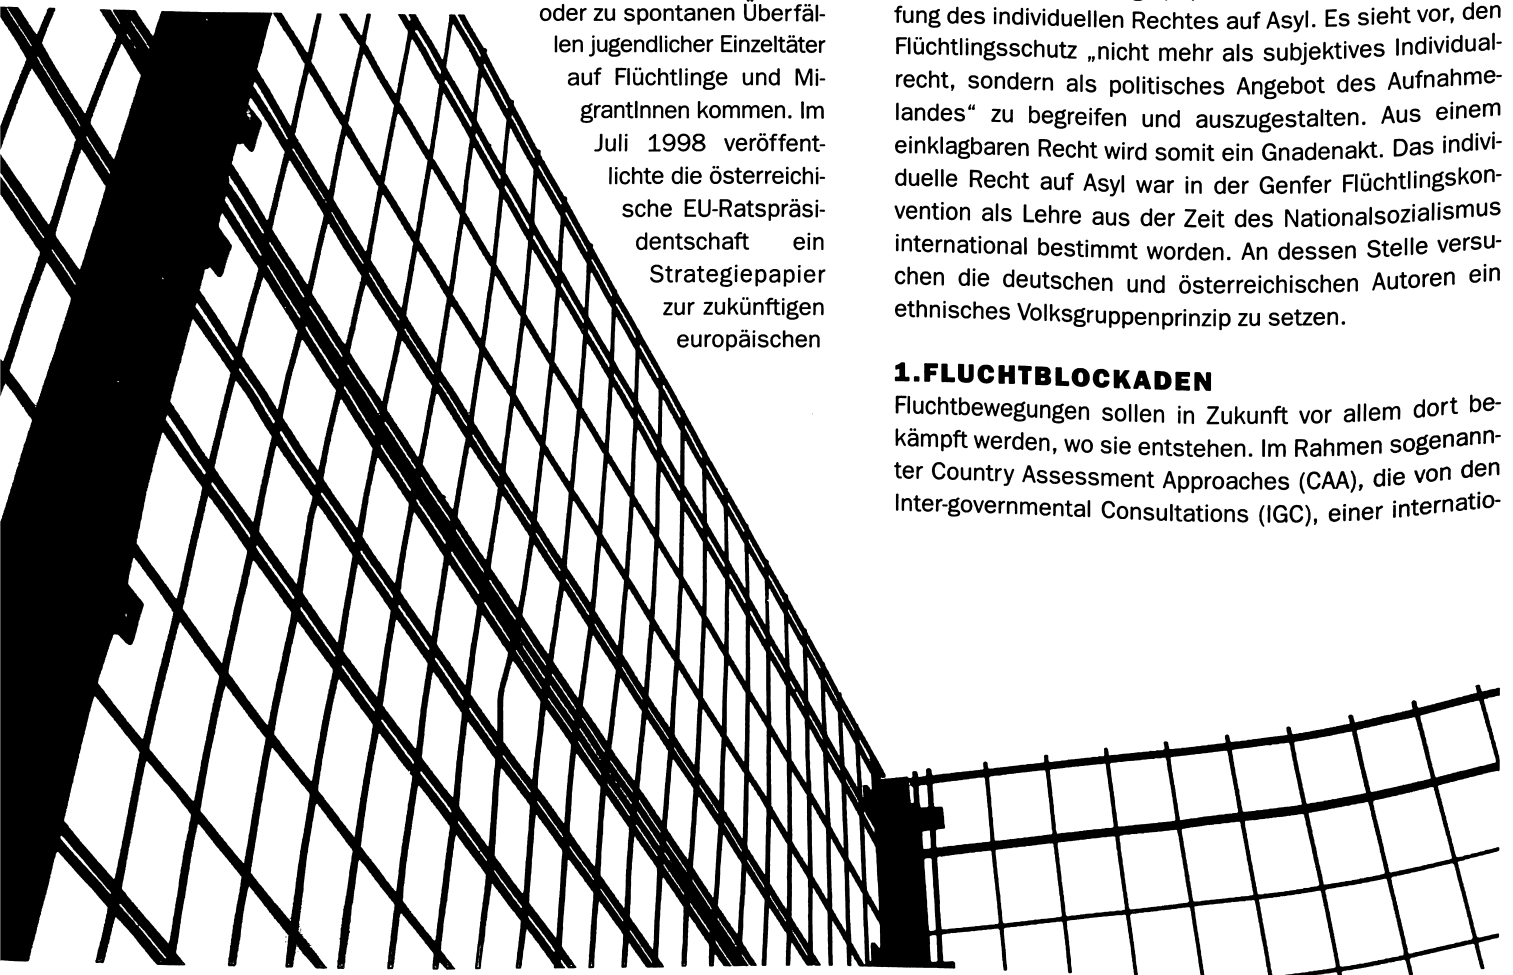 oder zu spontanen Überfäl-
len jugendlicher Einzeltäter
auf Flüchtlinge und Mi-
grantInnen kommen. Im
Juli 1998 veröffent-
lichte die österreichi-
sche EU-Ratspräsi-
dentschaft ein
Strategiepapier
zur zukünftigen
europäischen
fung des individuellen Rechtes auf Asyl. Es sieht vor, den
Flüchtlingsschutz „nicht mehr als subjektives Individual-
recht, sondern als politisches Angebot des Aufnahme-
landes“ zu begreifen und auszugestalten. Aus einem
einklagbaren Recht wird somit ein Gnadenakt. Das indivi-
duelle Recht auf Asyl war in der Genfer Flüchtlingskon-
vention als Lehre aus der Zeit des Nationalsozialismus
international bestimmt worden. An dessen Stelle versu-
chen die deutschen und österreichischen Autoren ein
ethnisches Volksgruppenprinzip zu setzen.
1.FLUCHTBLOCKADEN
Fluchtbewegungen sollen in Zukunft vor allem dort be-
kämpft werden, wo sie entstehen. Im Rahmen sogenann-
ter Country Assessment Approaches (CAA), die von den
Inter-governmental Consultations (IGC), einer internatio-